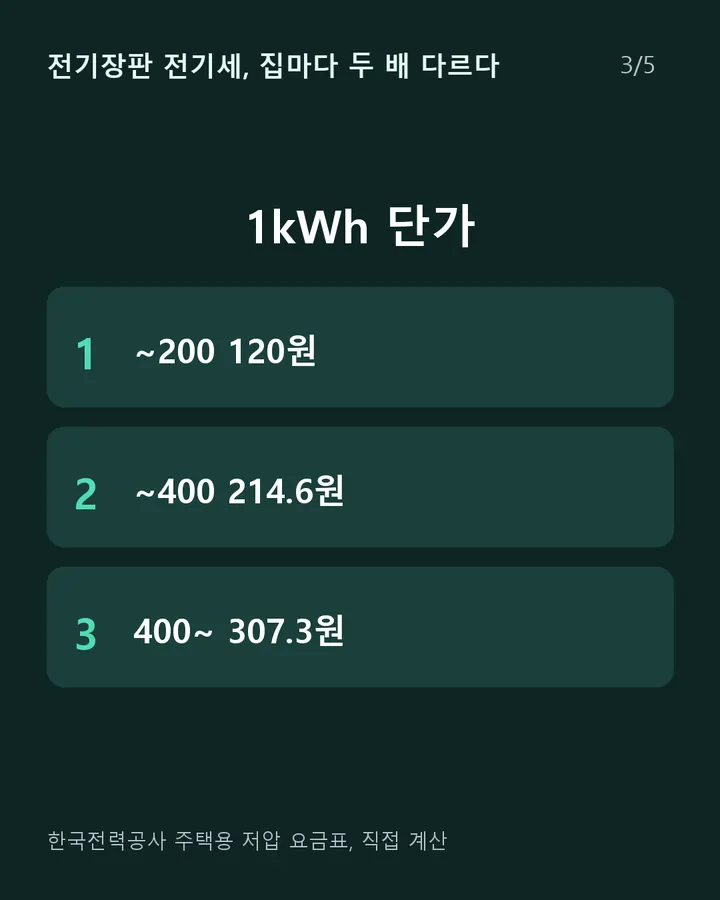 전기장판 전기세, 집마다 두 배 다르다
3/5
1kWh 단가
1 ~200 120원
2 ~400 214.6원
3 400~ 307.3원
한국전력공사 주택용 저압 요금표, 직접 계산